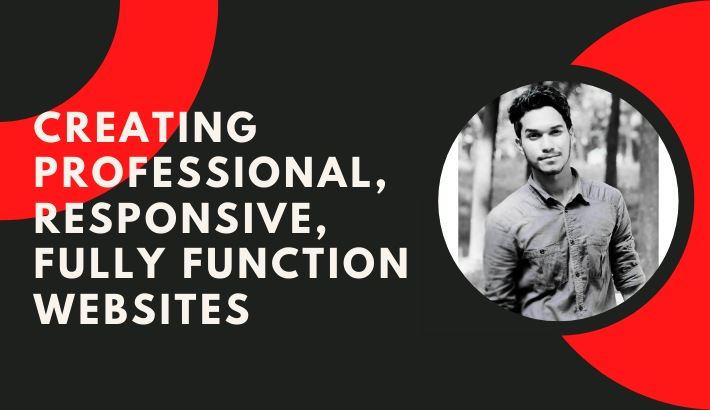 CREATING
PROFESSIONAL,
RESPONSIVE,
FULLY FUNCTION
WEBSITES